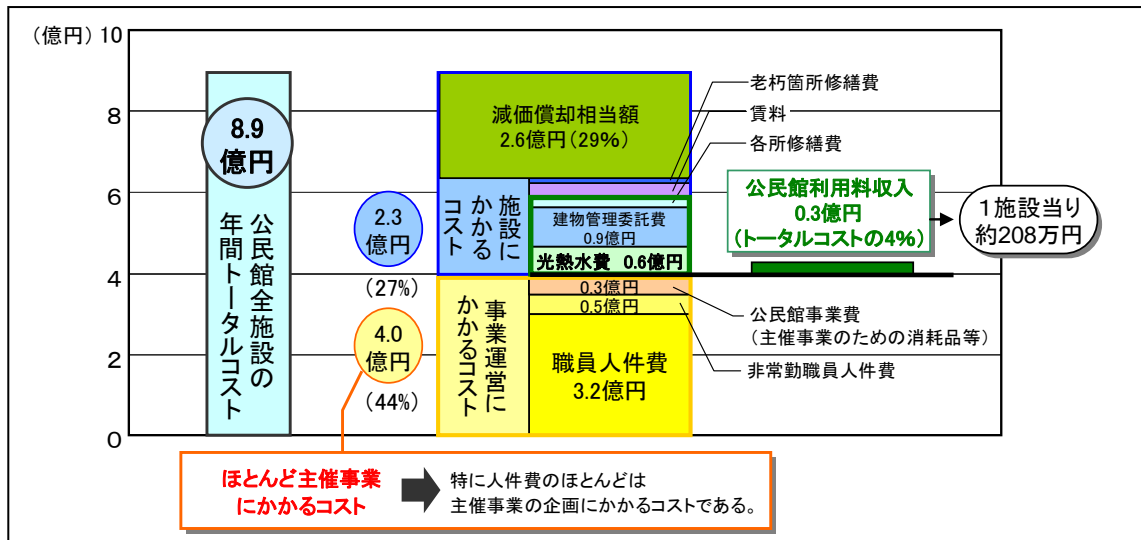 (億円)
10
8
6
4
2
0
8.9
億円
公民館全施設の
年間トータルコスト
2.3
億円
(27%)
4.0
億円
(44%)
減価償却相当額
2.6億円(29%)
施設に
かかる
コスト
建物管理委託費
0.9億円
光熱水費 0.6億円
事業運営に
かかるコスト
0.3億円
0.5億円
職員人件費
3.2億円
老朽箇所修繕費
賃料
各所修繕費
公民館利用料収入
0.3億円
(トータルコストの4%)
1施設当り
約208万円
公民館事業費
(主催事業のための消耗品等)
非常勤職員人件費
ほとんど主催事業
にかかるコスト
特に人件費のほとんどは
主催事業の企画にかかるコストである。